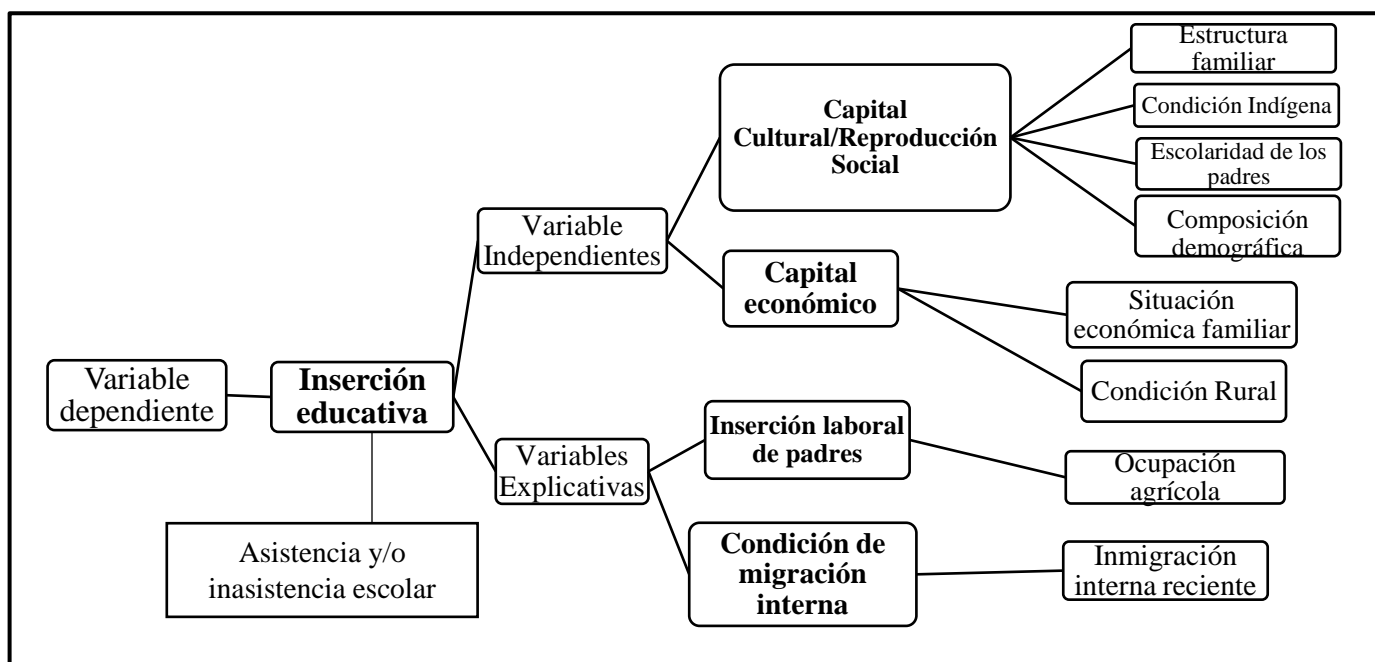 Variable
dependiente
Inserción
educativa
Asistencia y/o
inasistencia escolar
Variable
Independientes
Capital
Cultural/Reproducción
Social
Estructura
familiar
Condición Indígena
Escolaridad de los
padres
Composición
demográfica
Capital
económico
Situación
económica familiar
Condición Rural
Variables
Explicativas
Inserción laboral
de padres
Ocupación
agrícola
Condición de
migración
interna
Inmigración
interna reciente